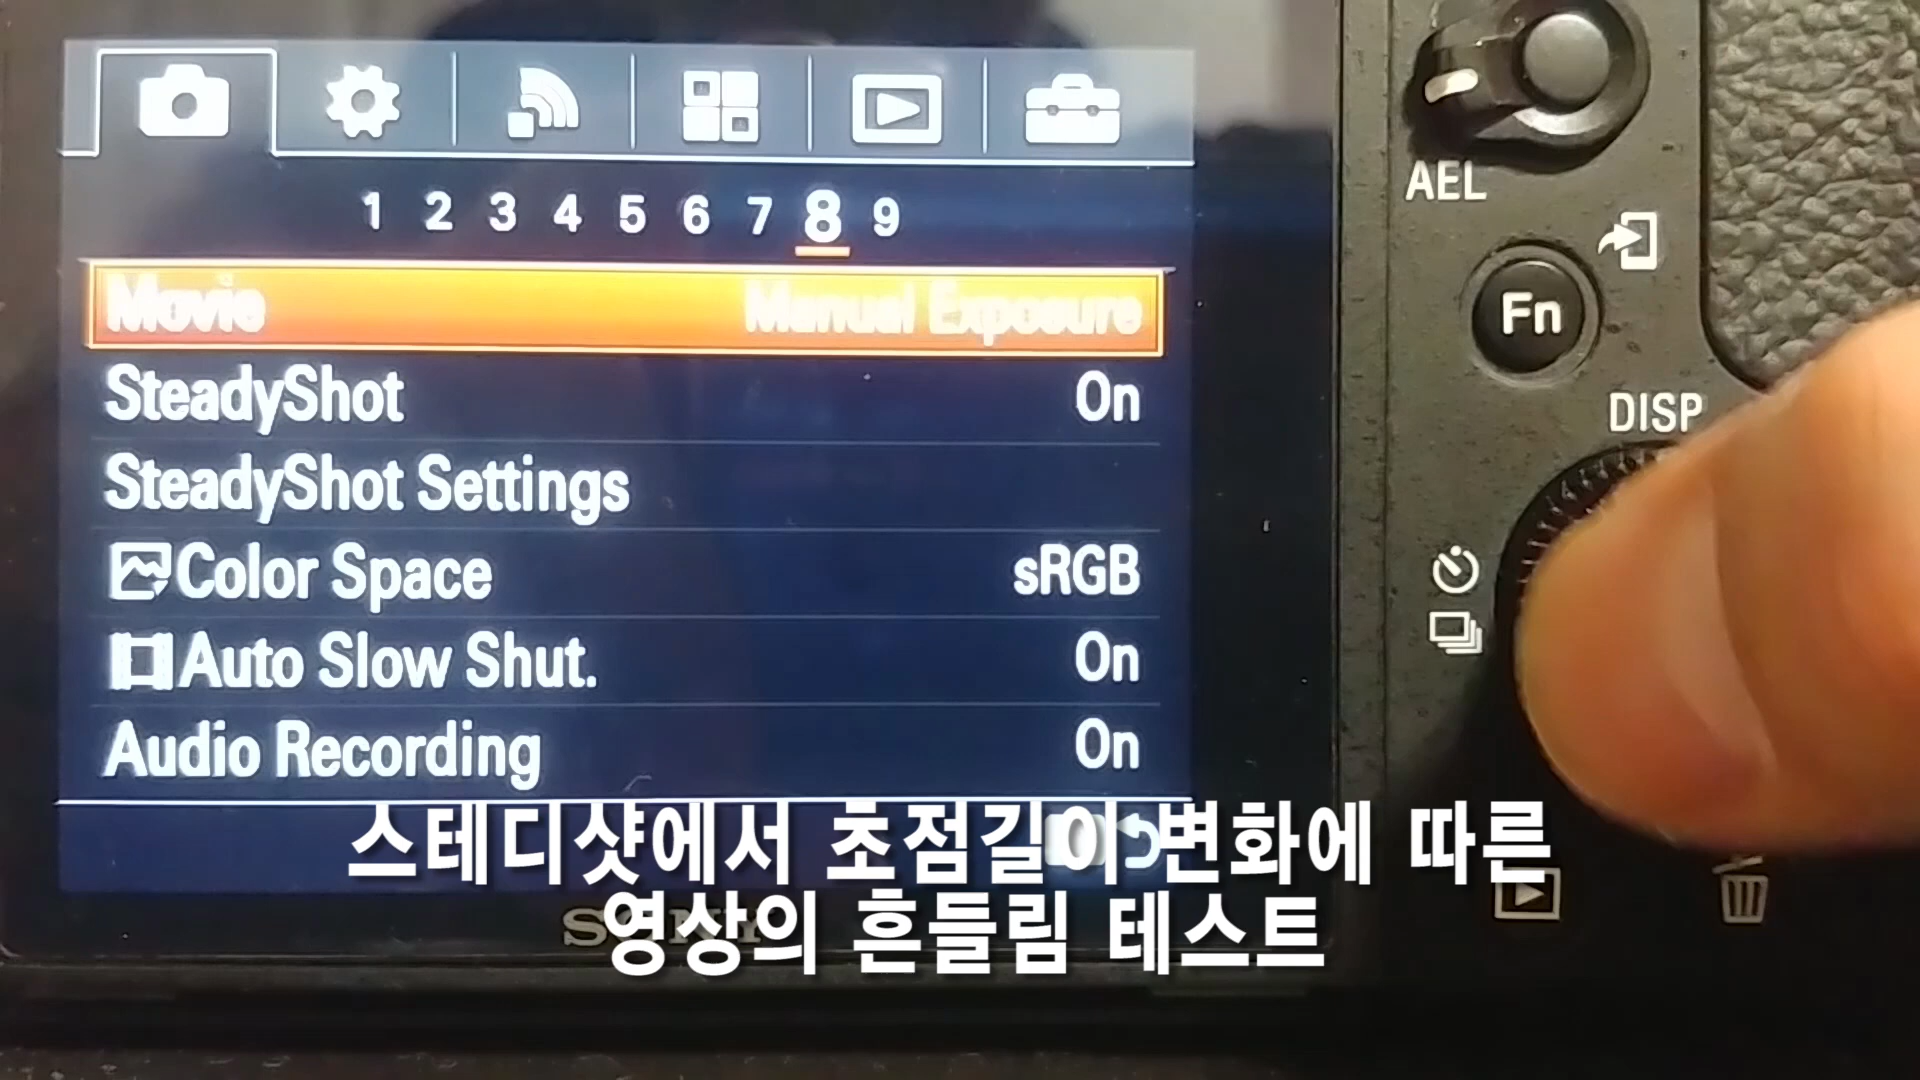 1 2 3 4 5 6 7 8 9
Movie Manual Exposure
SteadyShot On
SteadyShot Settings
Color Space sRGB
Auto Slow Shut. On
Audio Recording On
AEL
Fn
DISP
스테디샷에서 초점길이 변화에 따른
영상의 흔들림 테스트
SONY